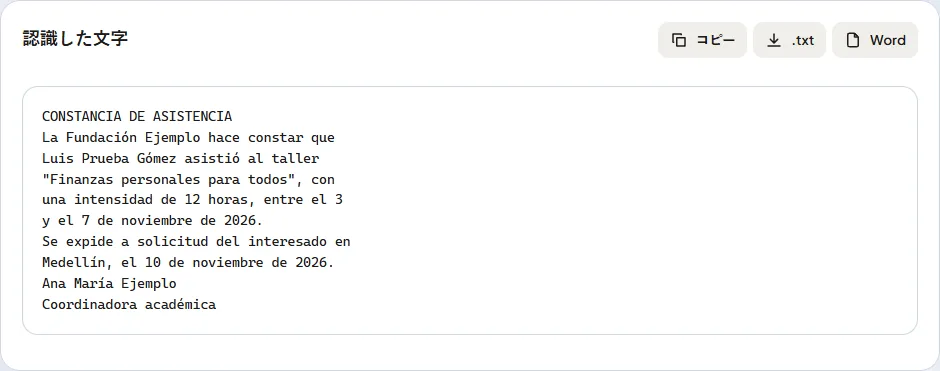 認識した文字
コピー
.txt
Word
CONSTANCIA DE ASISTENCIA
La Fundación Ejemplo hace constar que
Luis Prueba Gómez asistió al taller
"Finanzas personales para todos", con
una intensidad de 12 horas, entre el 3
y el 7 de noviembre de 2026.
Se expide a solicitud del interesado en
Medellín, el 10 de noviembre de 2026.
Ana María Ejemplo
Coordinadora académica